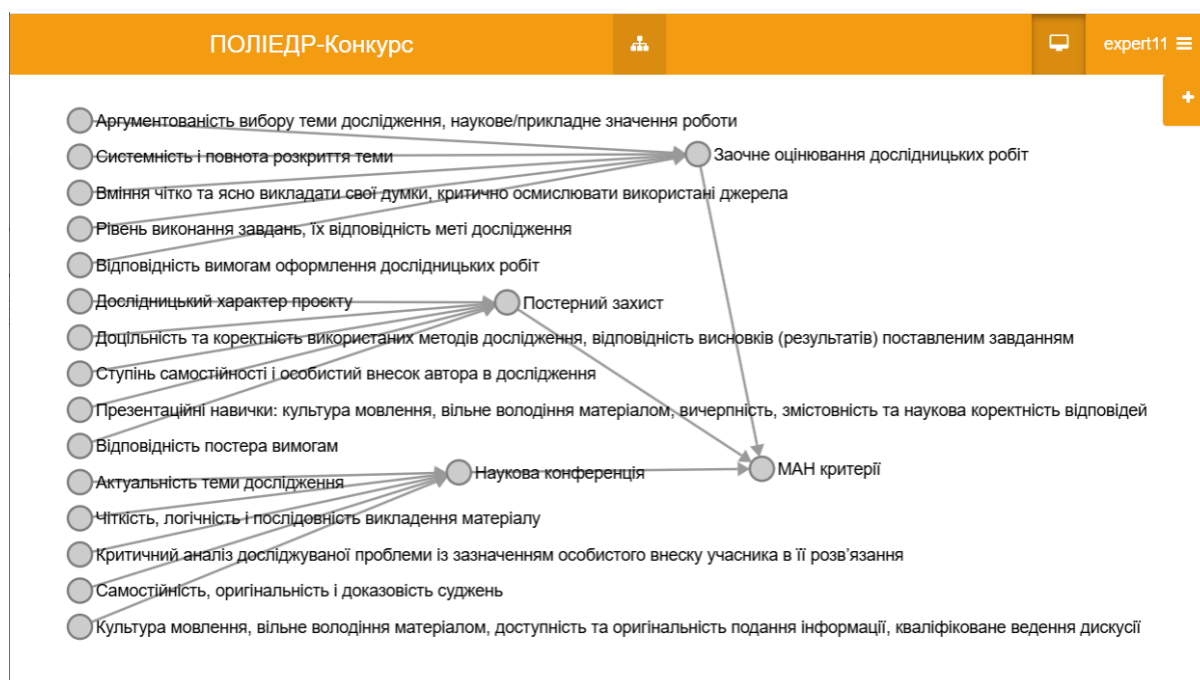 ПОЛІЕДР-Конкурс
expert11
Аргументованість вибору теми дослідження, наукове/прикладне значення роботи
Системність і повнота розкриття теми
Заочне оцінювання дослідницьких робіт
Вміння чітко та ясно викладати свої думки, критично осмислювати використані джерела
Рівень виконання завдань, їх відповідність меті дослідження
Відповідність вимогам оформлення дослідницьких робіт
Дослідницький характер проєкту
Постерний захист
Доцільність та коректність використаних методів дослідження, відповідність висновків (результатів) поставленим завданням
Ступінь самостійності і особистий внесок автора в дослідження
Презентаційні навички: культура мовлення, вільне володіння матеріалом, вичерпність, змістовність та наукова коректність відповідей
Відповідність постера вимогам
Актуальність теми дослідження
Наукова конференція
МАН критерії
Чіткість, логічність і послідовність викладення матеріалу
Критичний аналіз досліджуваної проблеми із зазначенням особистого внеску учасника в її розв'язання
Самостійність, оригінальність і доказовість суджень
Культура мовлення, вільне володіння матеріалом, доступність та оригінальність подання інформації, кваліфіковане ведення дискусії